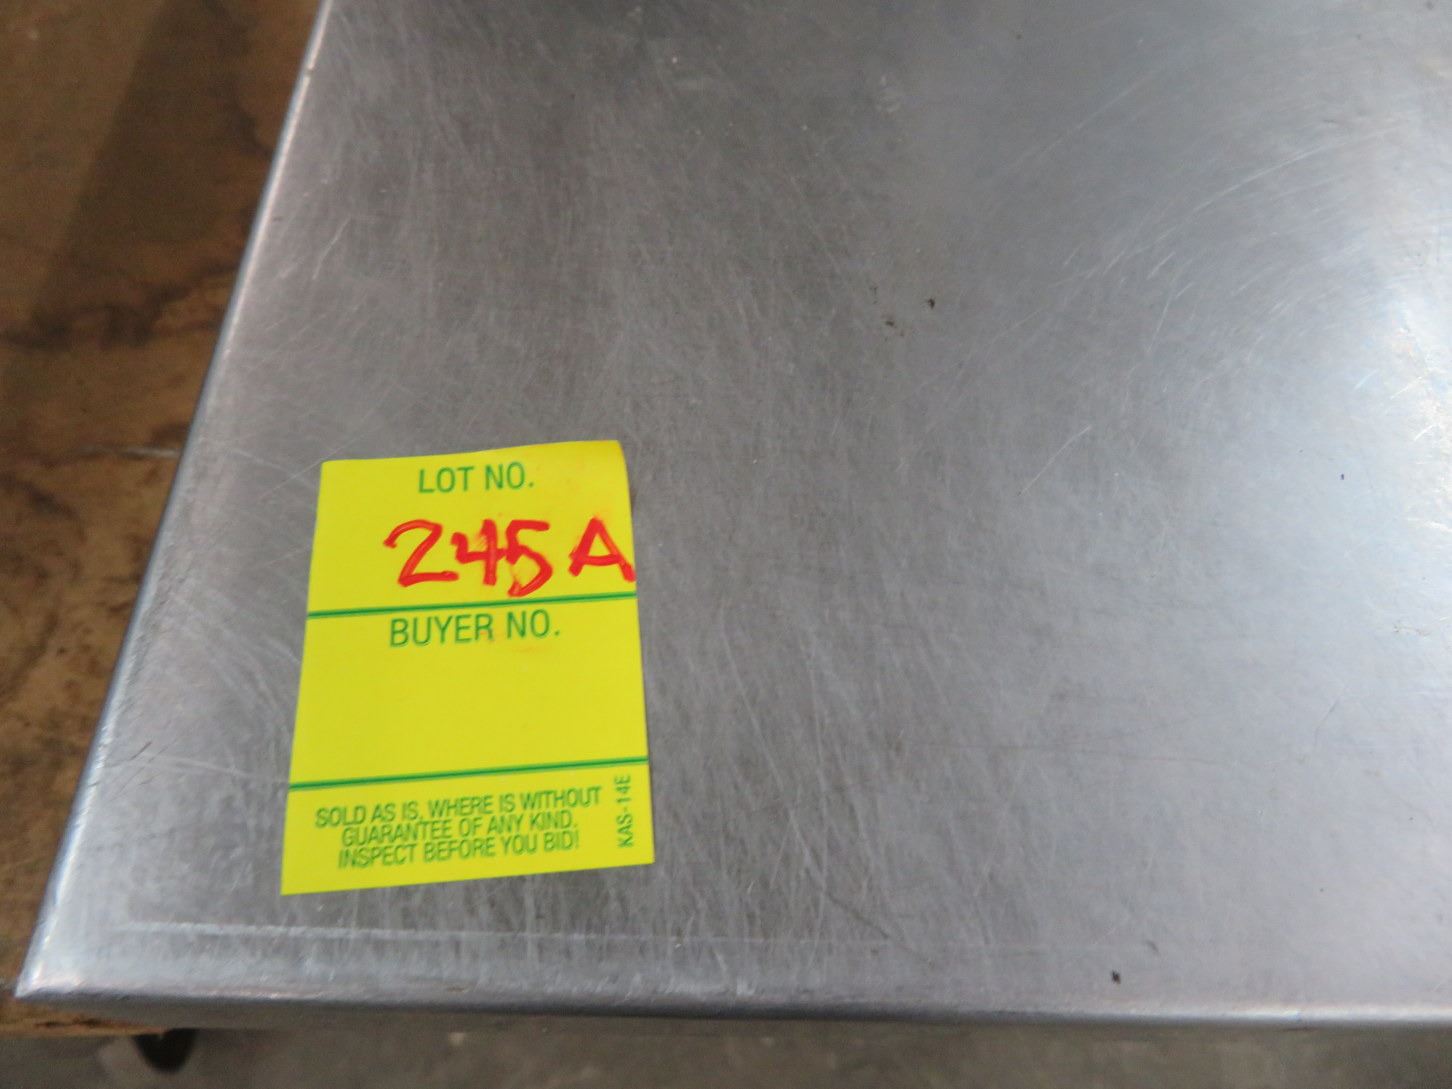 LOT NO.
245A
BUYER NO.
SOLD AS IS, WHERE IS WITHOUT
GUARANTEE OF ANY KIND.
INSPECT BEFORE YOU BID!
KAS-14E